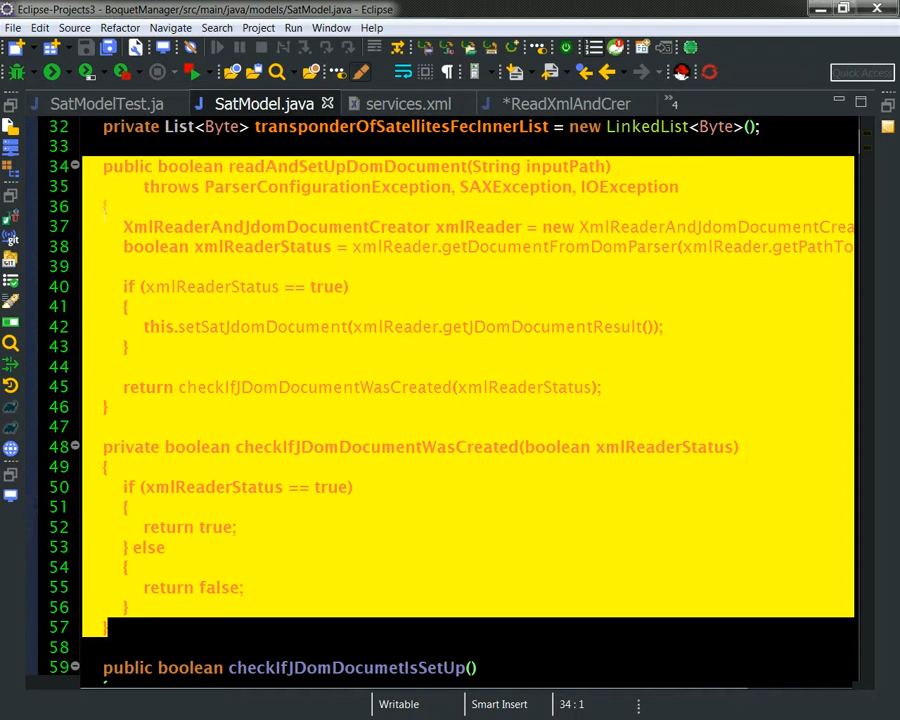 Eclipse-Projects3 - BoquetManager/src/main/java/models/SatModel.java - Eclipse
File Edit Source Refactor Navigate Search Project Run Window Help
Quick Access
SatModelTest.ja SatModel.java services.xml *ReadXmlAndCrer »4
32 private List<Byte> transponderOfSatellitesFecInnerList = new LinkedList<Byte>();
33
34 public boolean readAndSetUpDomDocument(String inputPath)
35 throws ParserConfigurationException, SAXException, IOException
36 {
37 XmlReaderAndJdomDocumentCreator xmlReader = new XmlReaderAndJdomDocumentCrea
38 boolean xmlReaderStatus = xmlReader.getDocumentFromDomParser(xmlReader.getPathTo
39
40 if (xmlReaderStatus == true)
41 {
42 this.setSatJdomDocument(xmlReader.getJDomDocumentResult());
43 }
44
45 return checkIfJDomDocumentWasCreated(xmlReaderStatus);
46 }
47
48 private boolean checkIfJDomDocumentWasCreated(boolean xmlReaderStatus)
49 {
50 if (xmlReaderStatus == true)
51 {
52 return true;
53 } else
54 {
55 return false;
56 }
57 }
58
59 public boolean checkIfJDomDocumetIsSetUp()
Writable Smart Insert 34 : 1